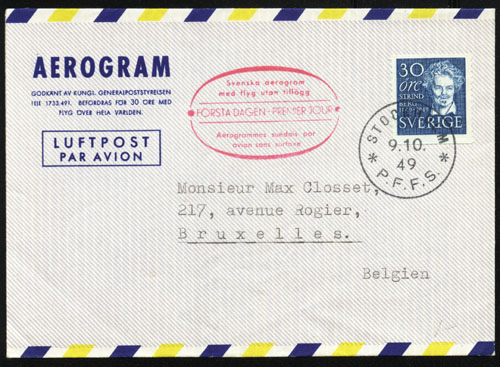 AEROGRAM
GODKÄNT AV KUNGL. GENERALPOSTSTYRELSEN
1733.491. BEFORDRAS FÖR 30 ÖRE MED
FLYG ÖVER HELA VÄRLDEN.
LUFTPOST
PAR AVION
Svenska aerogram
med flyg utan tillägg
FÖRSTA DAGEN - PREMIER JOUR
Aérogrammes suédois par
avion sans surtaxe
30
ÖRE
STRIND
SVERIGE
STOC M
9.10.
49
* P.F.F.S. *
Monsieur Max Closset,
217, avenue Rogier,
Bruxelles.
Belgien